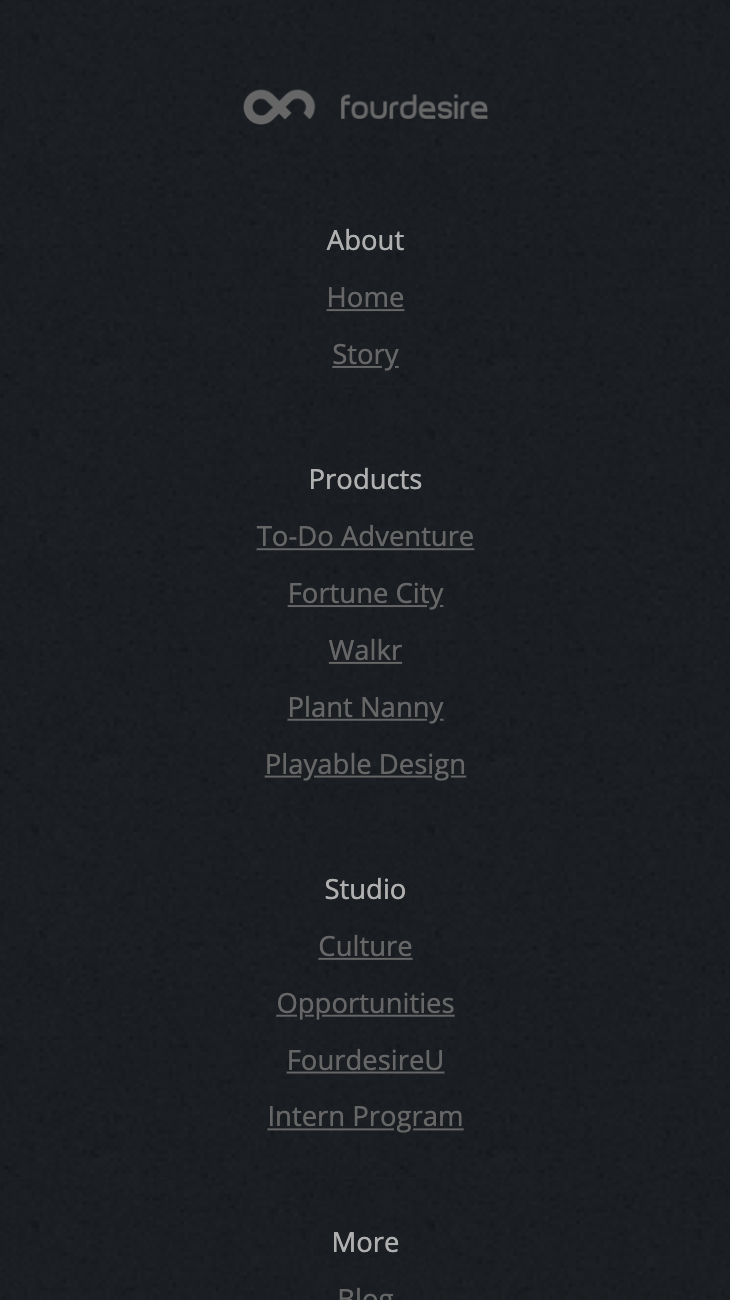 fourdesire
About
Home
Story
Products
To-Do Adventure
Fortune City
Walkr
Plant Nanny
Playable Design
Studio
Culture
Opportunities
FourdesireU
Intern Program
More
Blog